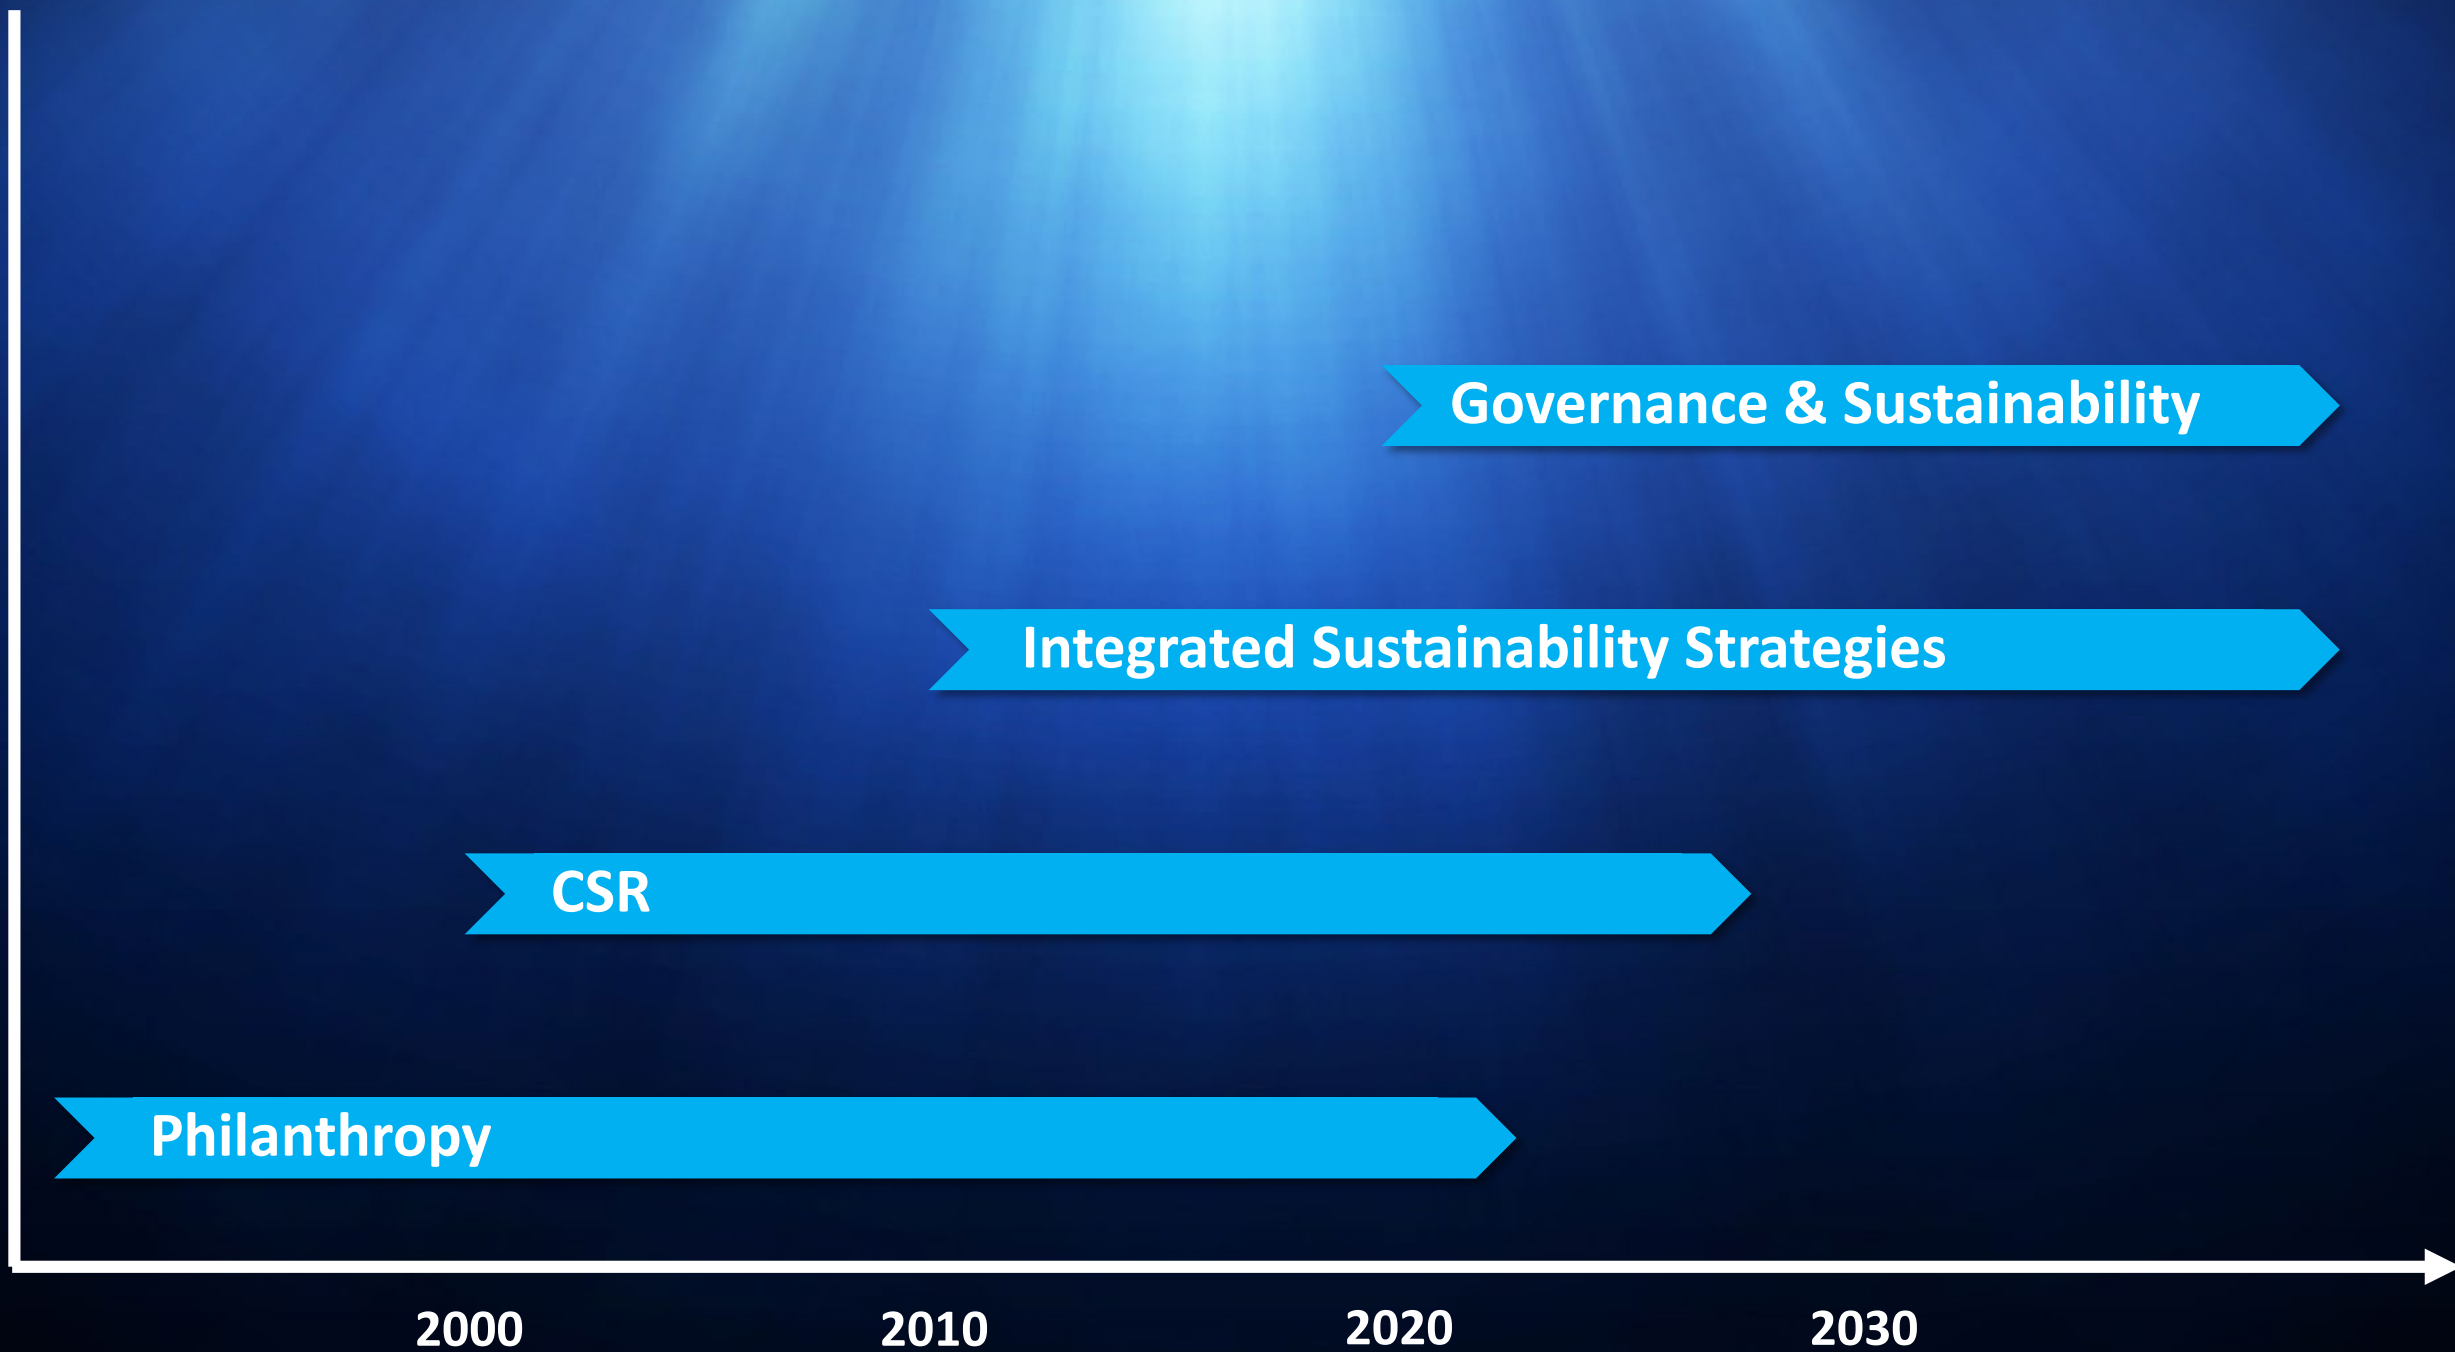 Governance & Sustainability
Integrated Sustainability Strategies
CSR
Philanthropy
2000 2010 2020 2030